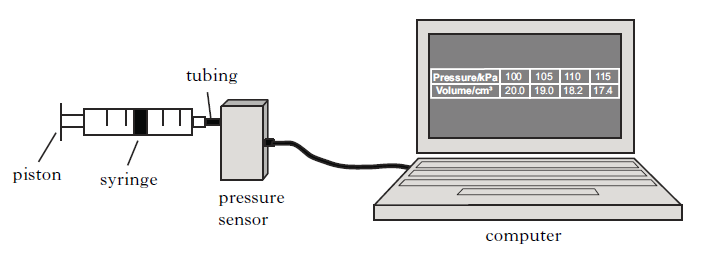 tubing
Pressure/kPa 100 105 110 115
Volume/cm³ 20.0 19.0 18.2 17.4
piston
syringe
pressure
sensor
computer